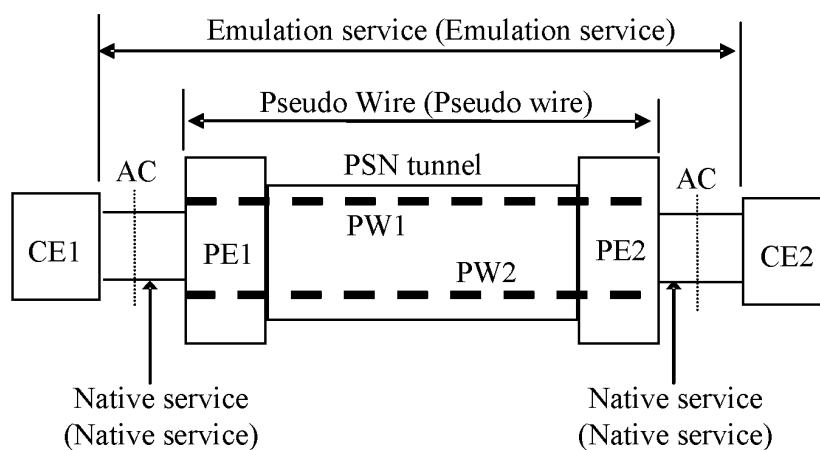 Emulation service (Emulation service)
Pseudo Wire (Pseudo wire)
AC
PSN tunnel
AC
PW1
CE1
PE1
PE2
CE2
PW2
Native service
(Native service)
Native service
(Native service)